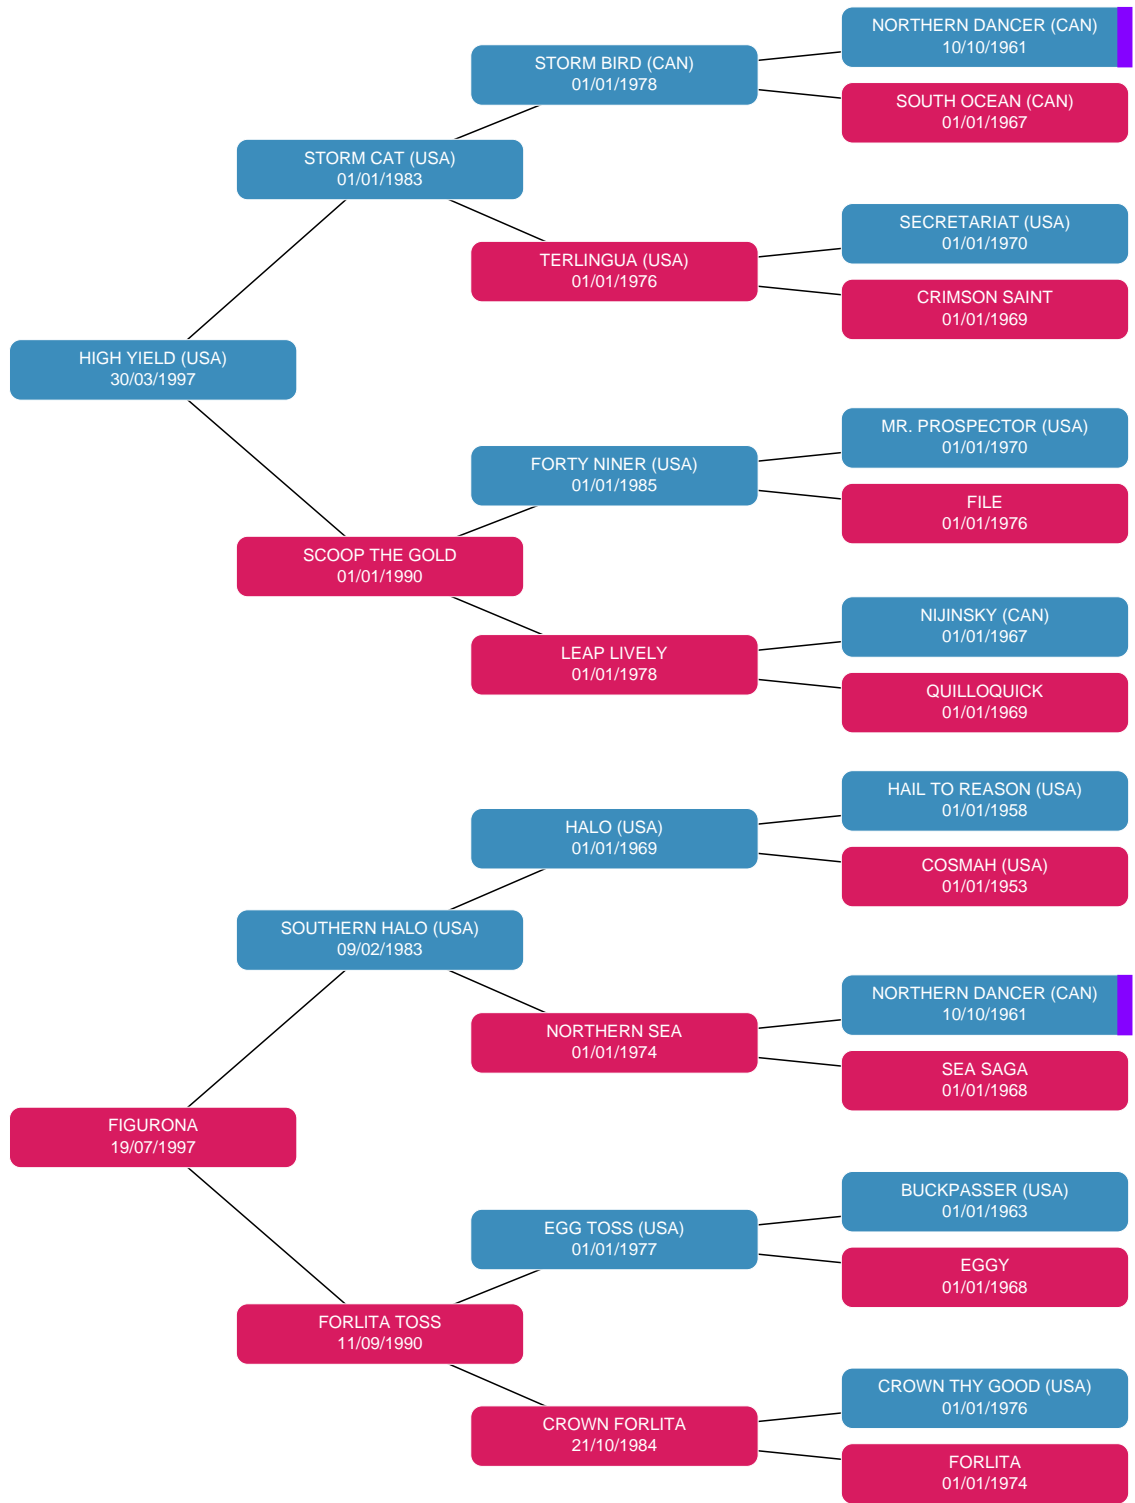 NORTHERN DANCER (CAN)
10/10/1961
STORM BIRD (CAN)
01/01/1978
SOUTH OCEAN (CAN)
01/01/1967
STORM CAT (USA)
01/01/1983
SECRETARIAT (USA)
01/01/1970
TERLINGUA (USA)
01/01/1976
CRIMSON SAINT
01/01/1969
HIGH YIELD (USA)
30/03/1997
MR. PROSPECTOR (USA)
01/01/1970
FORTY NINER (USA)
01/01/1985
FILE
01/01/1976
SCOOP THE GOLD
01/01/1990
NIJINSKY (CAN)
01/01/1967
LEAP LIVELY
01/01/1978
QUILLOQUICK
01/01/1969
HAIL TO REASON (USA)
01/01/1958
HALO (USA)
01/01/1969
COSMAH (USA)
01/01/1953
SOUTHERN HALO (USA)
09/02/1983
NORTHERN DANCER (CAN)
10/10/1961
NORTHERN SEA
01/01/1974
SEA SAGA
01/01/1968
FIGURONA
19/07/1997
BUCKPASSER (USA)
01/01/1963
EGG TOSS (USA)
01/01/1977
EGGY
01/01/1968
FORLITA TOSS
11/09/1990
CROWN THY GOOD (USA)
01/01/1976
CROWN FORLITA
21/10/1984
FORLITA
01/01/1974